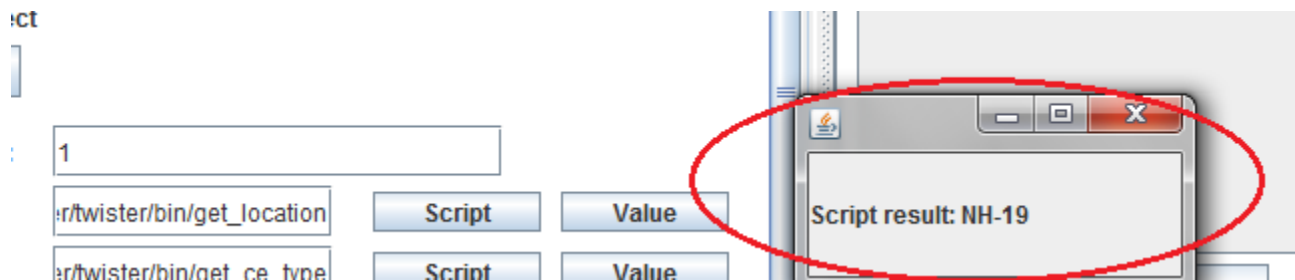 ect
1
er/twister/bin/get_location Script Value
Script result: NH-19
er/twister/bin/get_ce_type Script Value